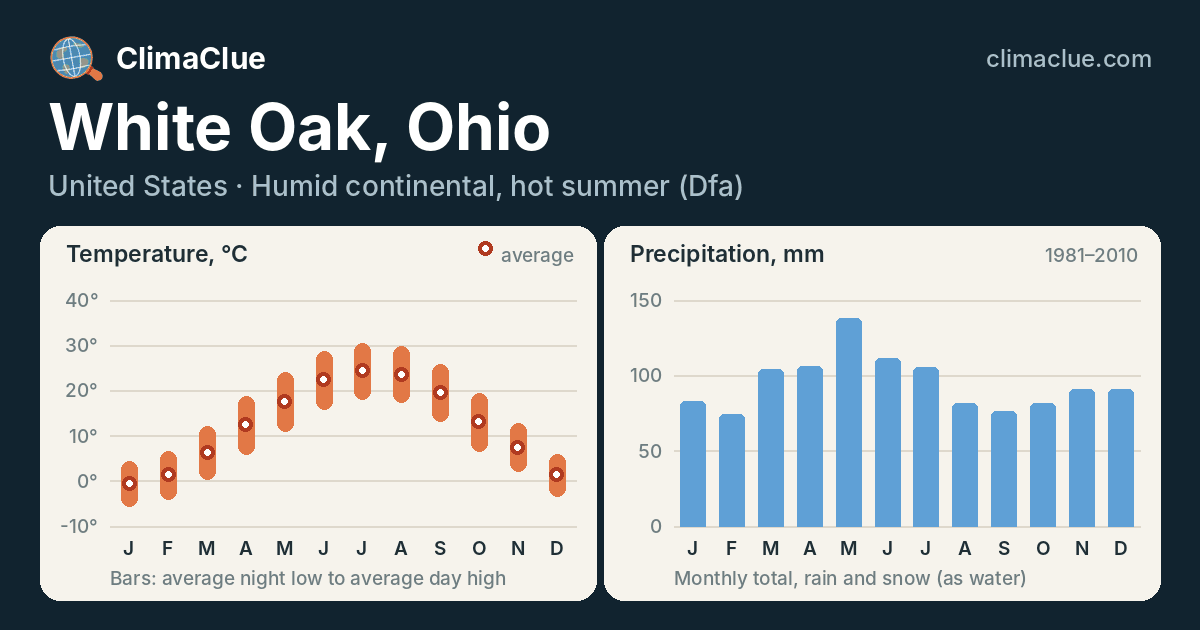 ClimaClue
climaclue.com
White Oak, Ohio
United States · Humid continental, hot summer (Dfa)
Temperature, °C
average
40°
30°
20°
10°
0°
-10°
J F M A M J J A S O N D
Bars: average night low to average day high
Precipitation, mm
1981–2010
150
100
50
0
J F M A M J J A S O N D
Monthly total, rain and snow (as water)